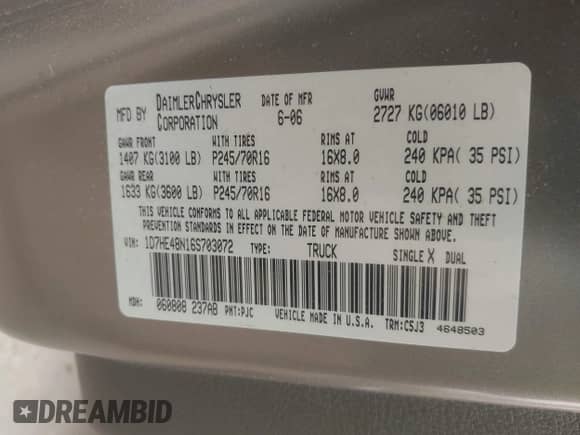 MFD BY DAIMLERCHRYSLER CORPORATION DATE OF MFR 6-06 GVWR 2727 KG(06010 LB)
GAWR FRONT WITH TIRES RIMS AT COLD
1407 KG(3100 LB) P245/70R16 16X8.0 240 KPA( 35 PSI)
GAWR REAR WITH TIRES RIMS AT COLD
1633 KG(3600 LB) P245/70R16 16X8.0 240 KPA( 35 PSI)
THIS VEHICLE CONFORMS TO ALL APPLICABLE FEDERAL MOTOR VEHICLE SAFETY AND THEFT
PREVENTION STANDARDS IN EFFECT ON THE DATE OF MANUFACTURE SHOWN ABOVE.
VIN: 1D7HE48N16S703072 TYPE: TRUCK SINGLE X DUAL
MDH: 060808 237AB PNT:PJC VEHICLE MADE IN U.S.A. TRM:C5J3 4648503
DREAMBID